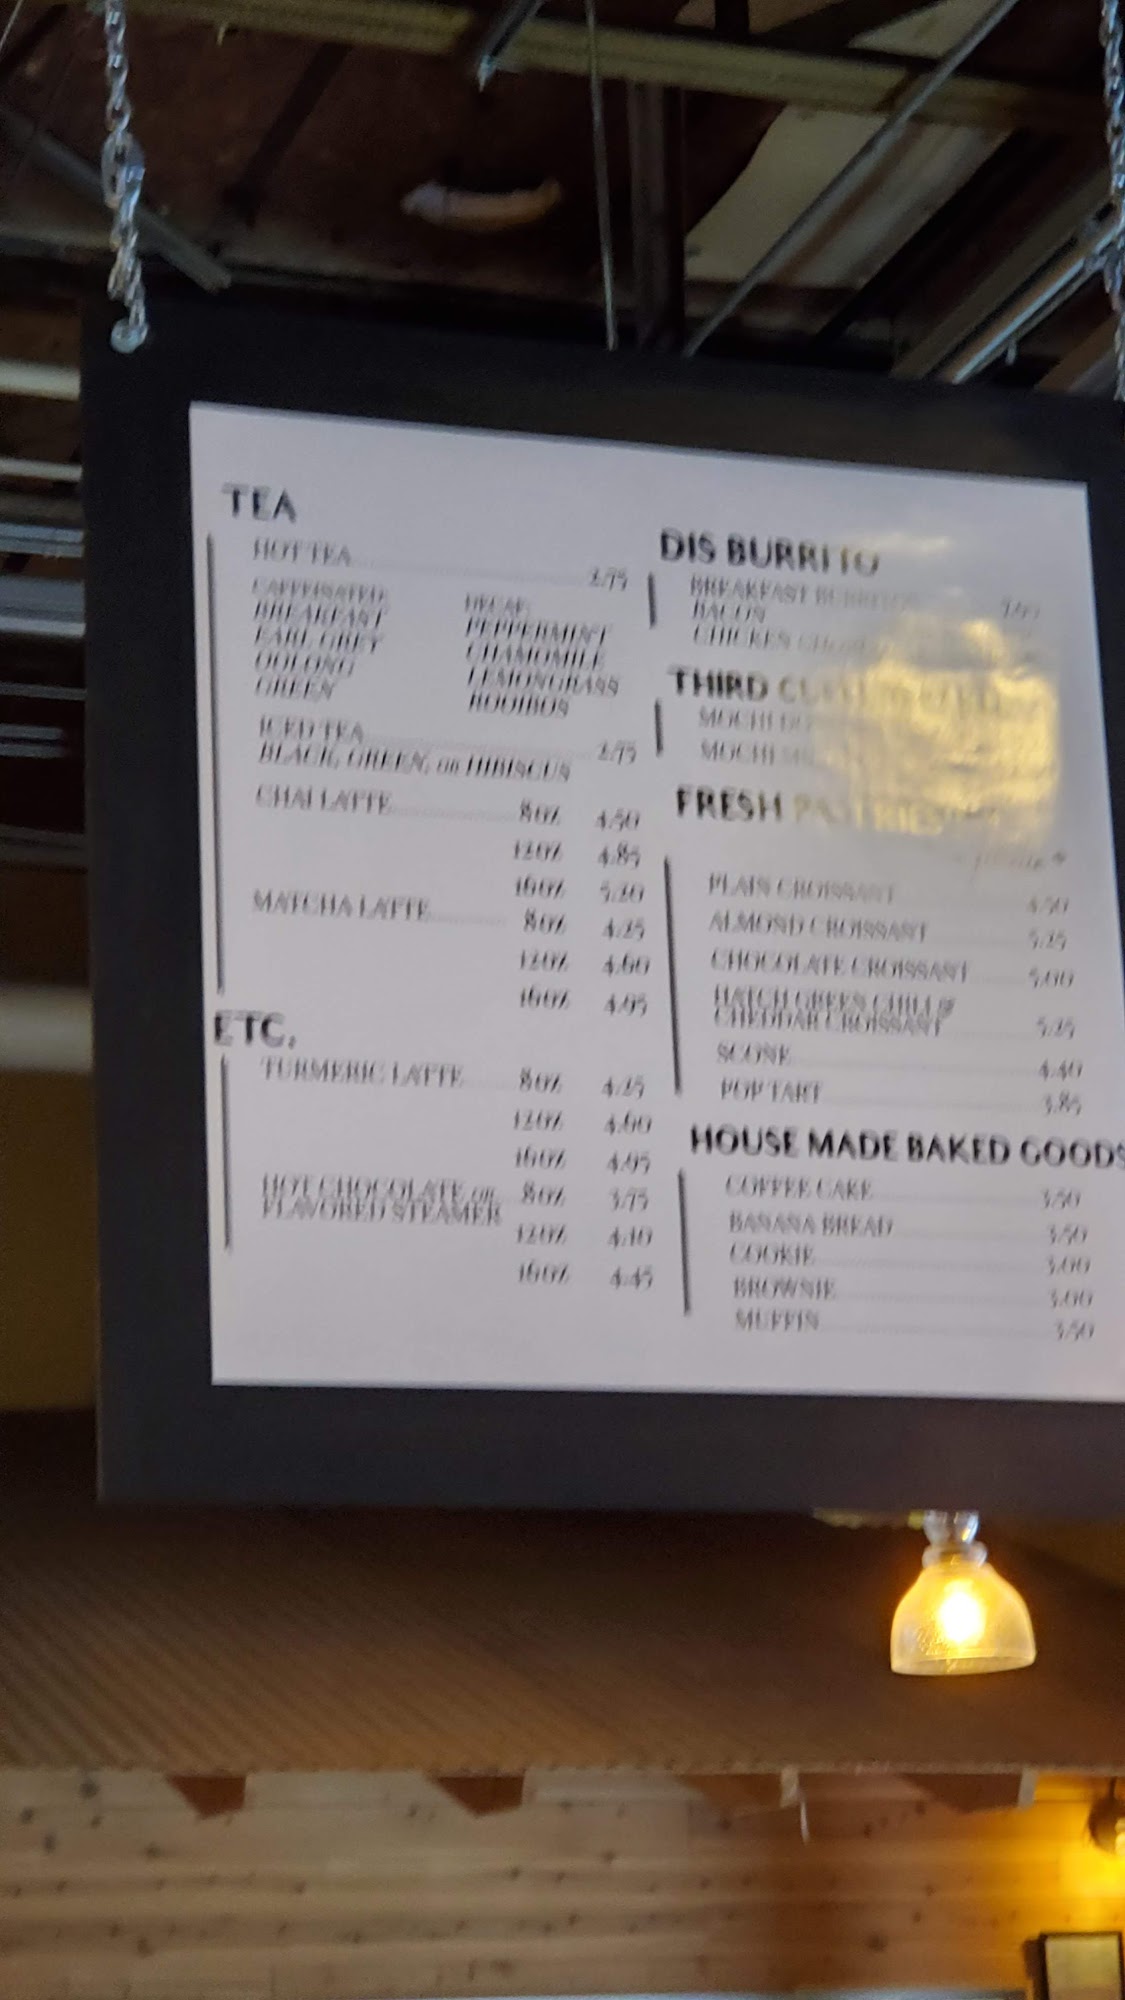 TEA
HOT TEA 2.75
CAFFEINATED:
BREAKFAST
EARL GREY
OOLONG
GREEN
DECAF:
PEPPERMINT
CHAMOMILE
LEMONGRASS
ROOIBOS
ICED TEA 2.75
BLACK, GREEN, OR HIBISCUS
CHAI LATTE 8OZ 4.50
12OZ 4.85
16OZ 5.20
MATCHA LATTE 8OZ 4.25
12OZ 4.60
16OZ 4.95
ETC.
TURMERIC LATTE 8OZ 4.25
12OZ 4.60
16OZ 4.95
HOT CHOCOLATE OR 8OZ 3.75
FLAVORED STEAMER
12OZ 4.10
16OZ 4.45
DIS BURRITO
BREAKFAST
BACON
CHICKEN
THIRD
MOCHI
MOCHI
FRESH PASTRIES
PLAIN CROISSANT 4.50
ALMOND CROISSANT 5.25
CHOCOLATE CROISSANT 5.00
HATCH GREEN CHILI &
CHEDDAR CROISSANT 5.25
SCONE 4.40
POP TART 3.85
HOUSE MADE BAKED GOODS
COFFEE CAKE 3.50
BANANA BREAD 3.50
COOKIE 3.00
BROWNIE 3.00
MUFFIN 3.50